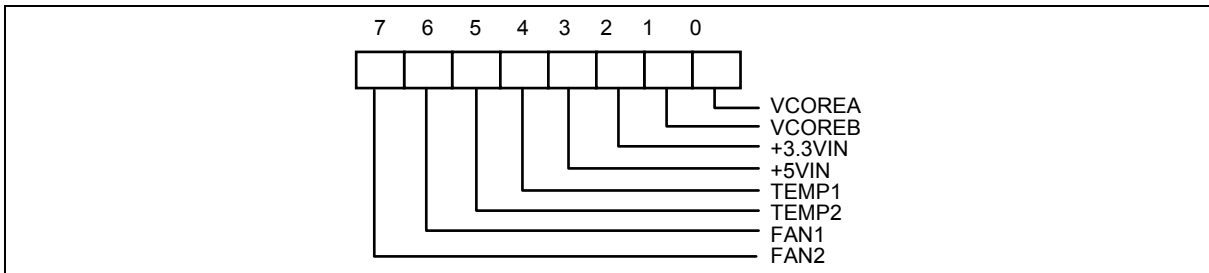 7 6 5 4 3 2 1 0
VCOREA
VCOREB
+3.3VIN
+5VIN
TEMP1
TEMP2
FAN1
FAN2